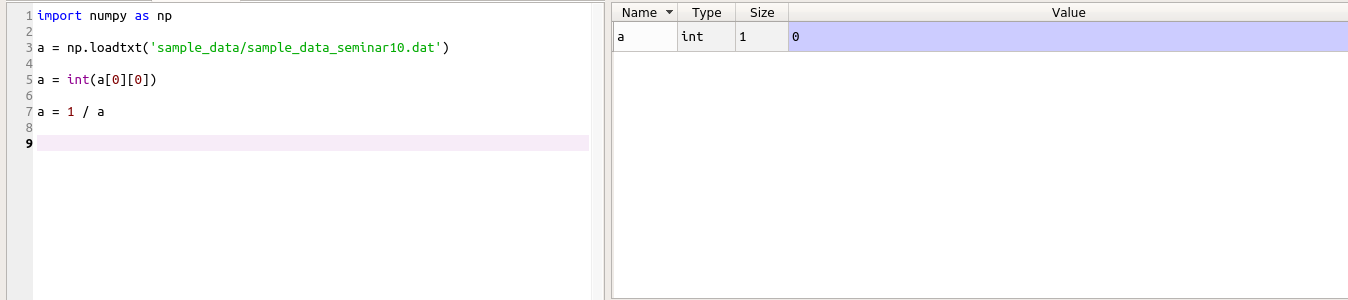 1 import numpy as np
2
3 a = np.loadtxt('sample_data/sample_data_seminar10.dat')
4
5 a = int(a[0][0])
6
7 a = 1 / a
8
9
Name Type Size Value
a int 1 0